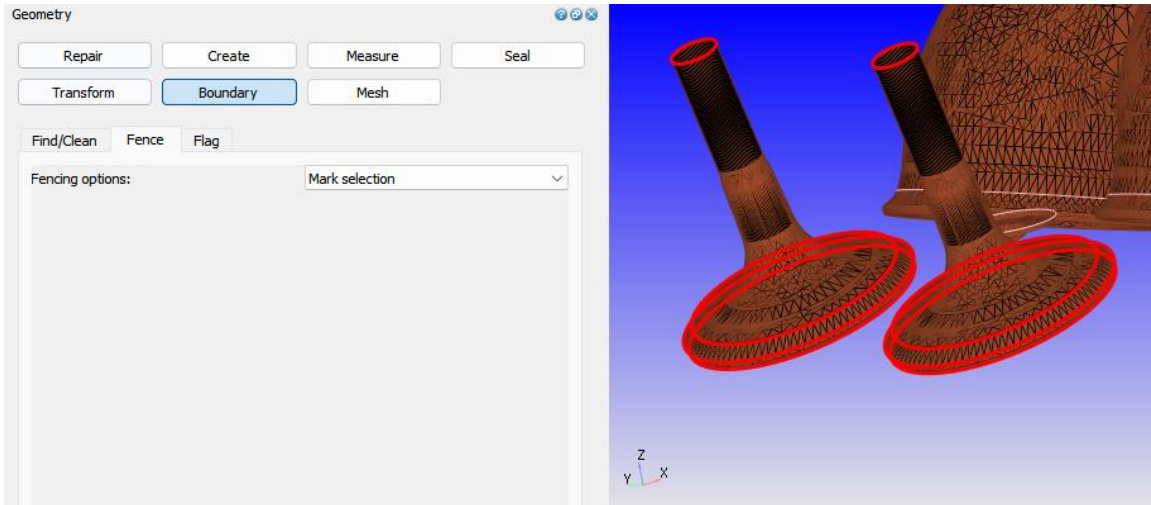 Geometry
Repair Create Measure Seal
Transform Boundary Mesh
Find/Clean Fence Flag
Fencing options: Mark selection
Z
Y X